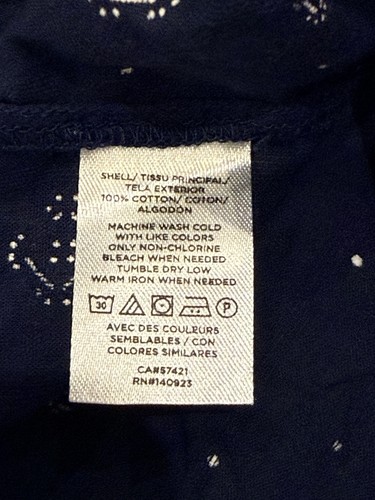 SHELL/ TISSU PRINCIPAL/
TELA EXTERIOR
100% COTTON/ COTON/
ALGODÓN
MACHINE WASH COLD
WITH LIKE COLORS
ONLY NON-CHLORINE
BLEACH WHEN NEEDED
TUMBLE DRY LOW
WARM IRON WHEN NEEDED
30 P
AVEC DES COULEURS
SEMBLABLES / CON
COLORES SIMILARES
CA#57421
RN#140923